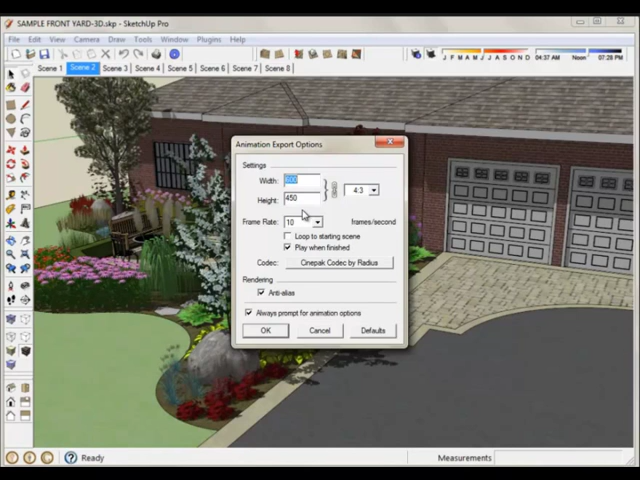 SAMPLE FRONT YARD-3D.skp - SketchUp Pro
File Edit View Camera Draw Tools Window Plugins Help
J F M A M J J A S O N D 04:37 AM Noon 07:28 PM
Scene 1 Scene 2 Scene 3 Scene 4 Scene 5 Scene 6 Scene 7 Scene 8
Animation Export Options
Settings
Width: 600
4:3
Height: 450
Frame Rate: 10 frames/second
Loop to starting scene
Play when finished
Codec: Cinepak Codec by Radius
Rendering
Anti-alias
Always prompt for animation options
OK Cancel Defaults
Ready Measurements